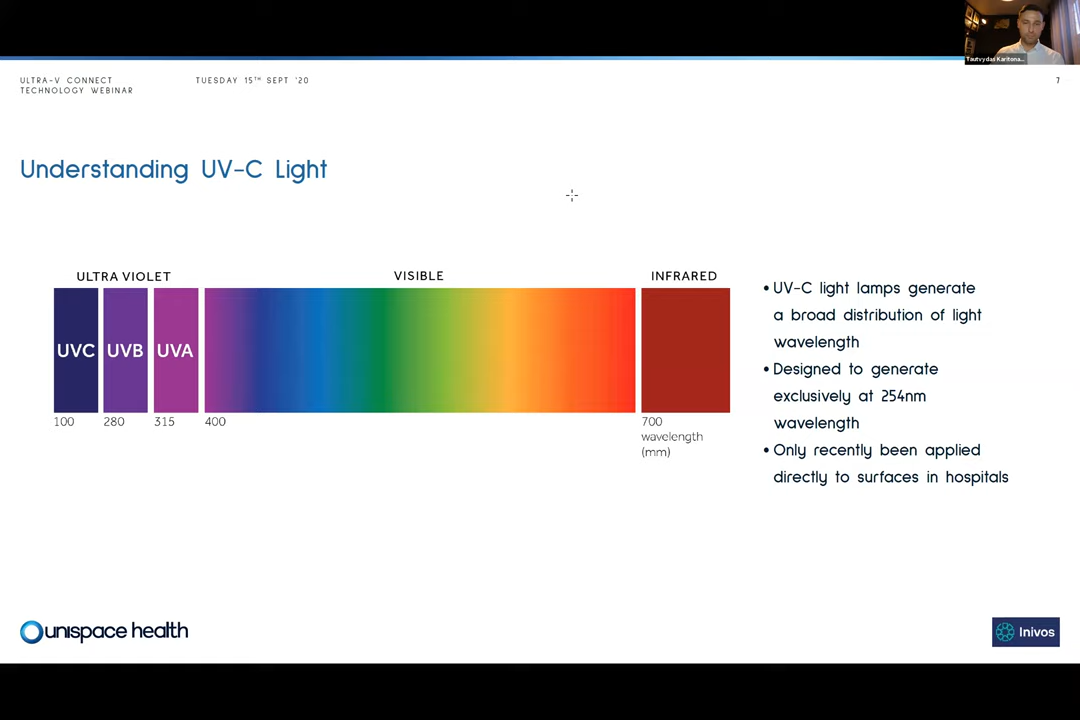 Tautvydas Karitona...
ULTRA-V CONNECT
TECHNOLOGY WEBINAR
TUESDAY 15TH SEPT '20
7
Understanding UV-C Light
ULTRA VIOLET
VISIBLE
INFRARED
UVC
UVB
UVA
100
280
315
400
700
wavelength
(mm)
•UV-C light lamps generate
a broad distribution of light
wavelength
•Designed to generate
exclusively at 254nm
wavelength
•Only recently been applied
directly to surfaces in hospitals
unispace health
Inivos